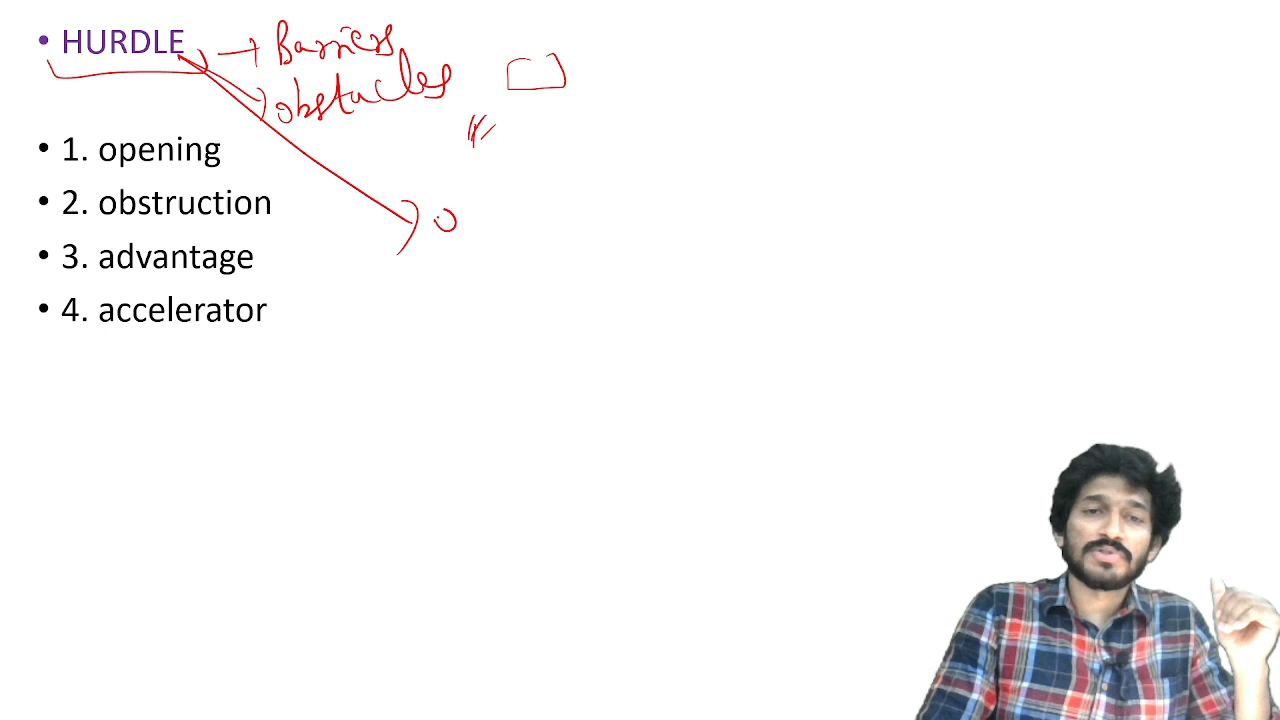 • HURDLE → Barriers
obstacles
• 1. opening
• 2. obstruction
o
• 3. advantage
• 4. accelerator